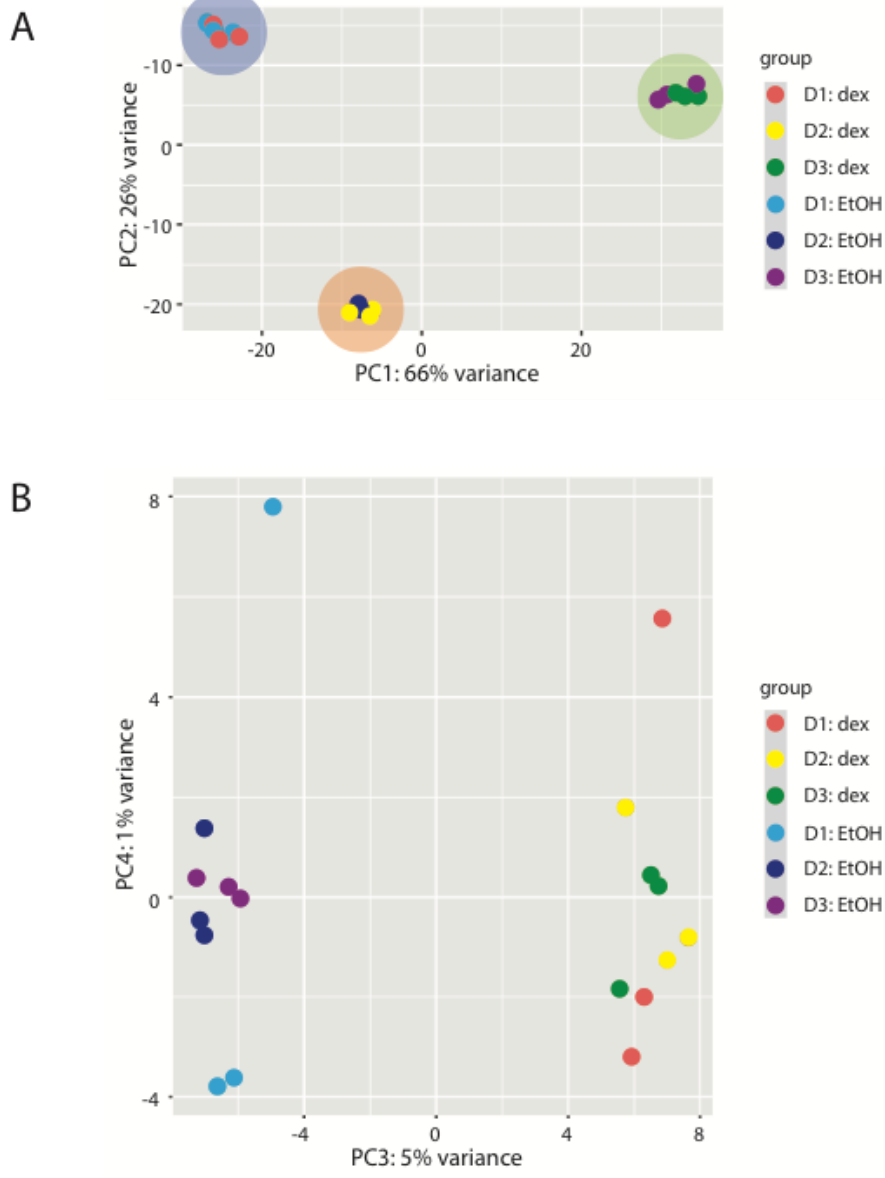 A
PC2: 26% variance
-10
0
-10
-20
-20
0
20
PC1: 66% variance
group
D1: dex
D2: dex
D3: dex
D1: EtOH
D2: EtOH
D3: EtOH
B
PC4: 1% variance
8
4
0
-4
-4
0
4
8
PC3: 5% variance
group
D1: dex
D2: dex
D3: dex
D1: EtOH
D2: EtOH
D3: EtOH